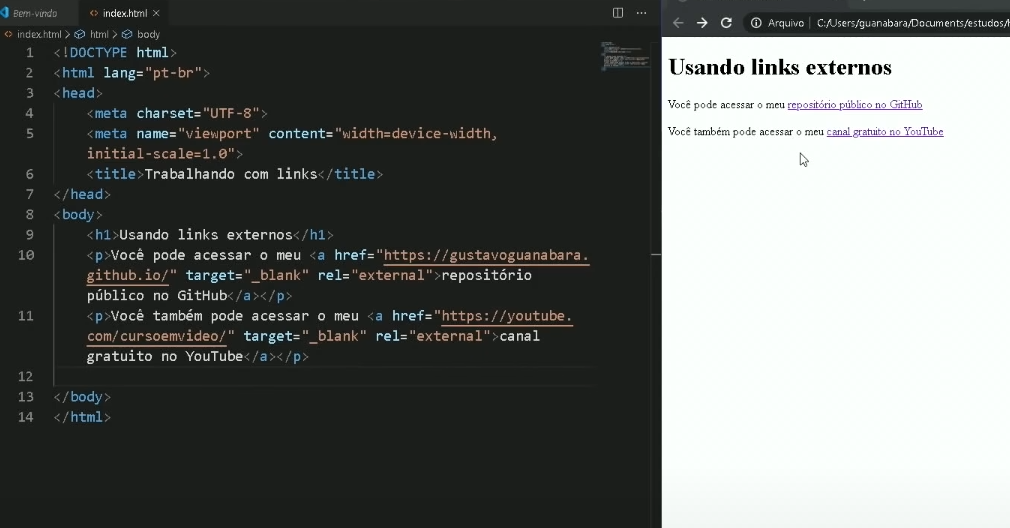 Bem-vindo
index.html
index.html > html > body
1 <!DOCTYPE html>
2 <html lang="pt-br">
3 <head>
4 <meta charset="UTF-8">
5 <meta name="viewport" content="width=device-width,
initial-scale=1.0">
6 <title>Trabalhando com links</title>
7 </head>
8 <body>
9 <h1>Usando links externos</h1>
10 <p>Você pode acessar o meu <a href="https://gustavoguanabara.
github.io/" target="_blank" rel="external">repositório
público no GitHub</a></p>
11 <p>Você também pode acessar o meu <a href="https://youtube.
com/cursoemvideo/" target="_blank" rel="external">canal
gratuito no YouTube</a></p>
12
13 </body>
14 </html>
Arquivo | C:/Users/guanabara/Documents/estudos/
Usando links externos
Você pode acessar o meu repositório público no GitHub
Você também pode acessar o meu canal gratuito no YouTube